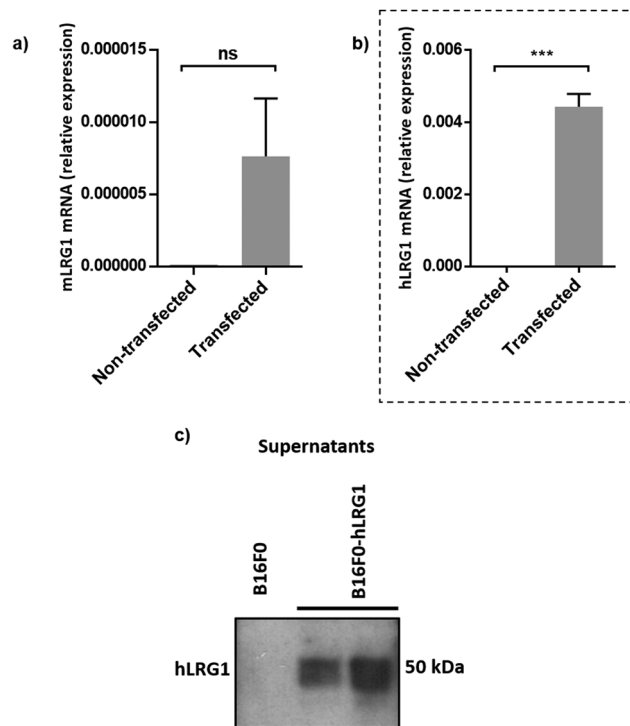 a)
mLRG1 mRNA (relative expression)
0.000015
0.000010
0.000005
0.000000
ns
Non-transfected
Transfected
b)
hLRG1 mRNA (relative expression)
0.006
0.004
0.002
0.000
***
Non-transfected
Transfected
c)
Supernatants
B16F0
B16F0-hLRG1
hLRG1
50 kDa